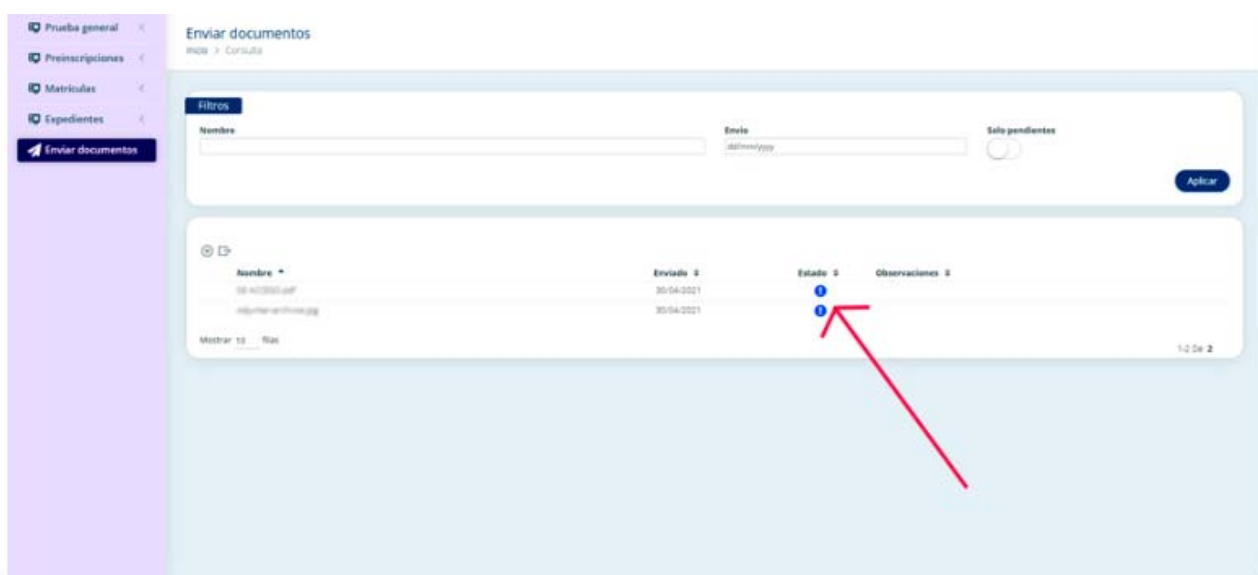 Prueba general
Preinscripciones
Matrículas
Expedientes
Enviar documentos
Enviar documentos
Inicio > Consulta
Filtros
Nombre
Envío
Solo pendientes
dd/mm/yyyy
Aplicar
Nombre Enviado Estado Observaciones
30/04/2021
30/04/2021
Mostrar 10 filas
1-2 De 2